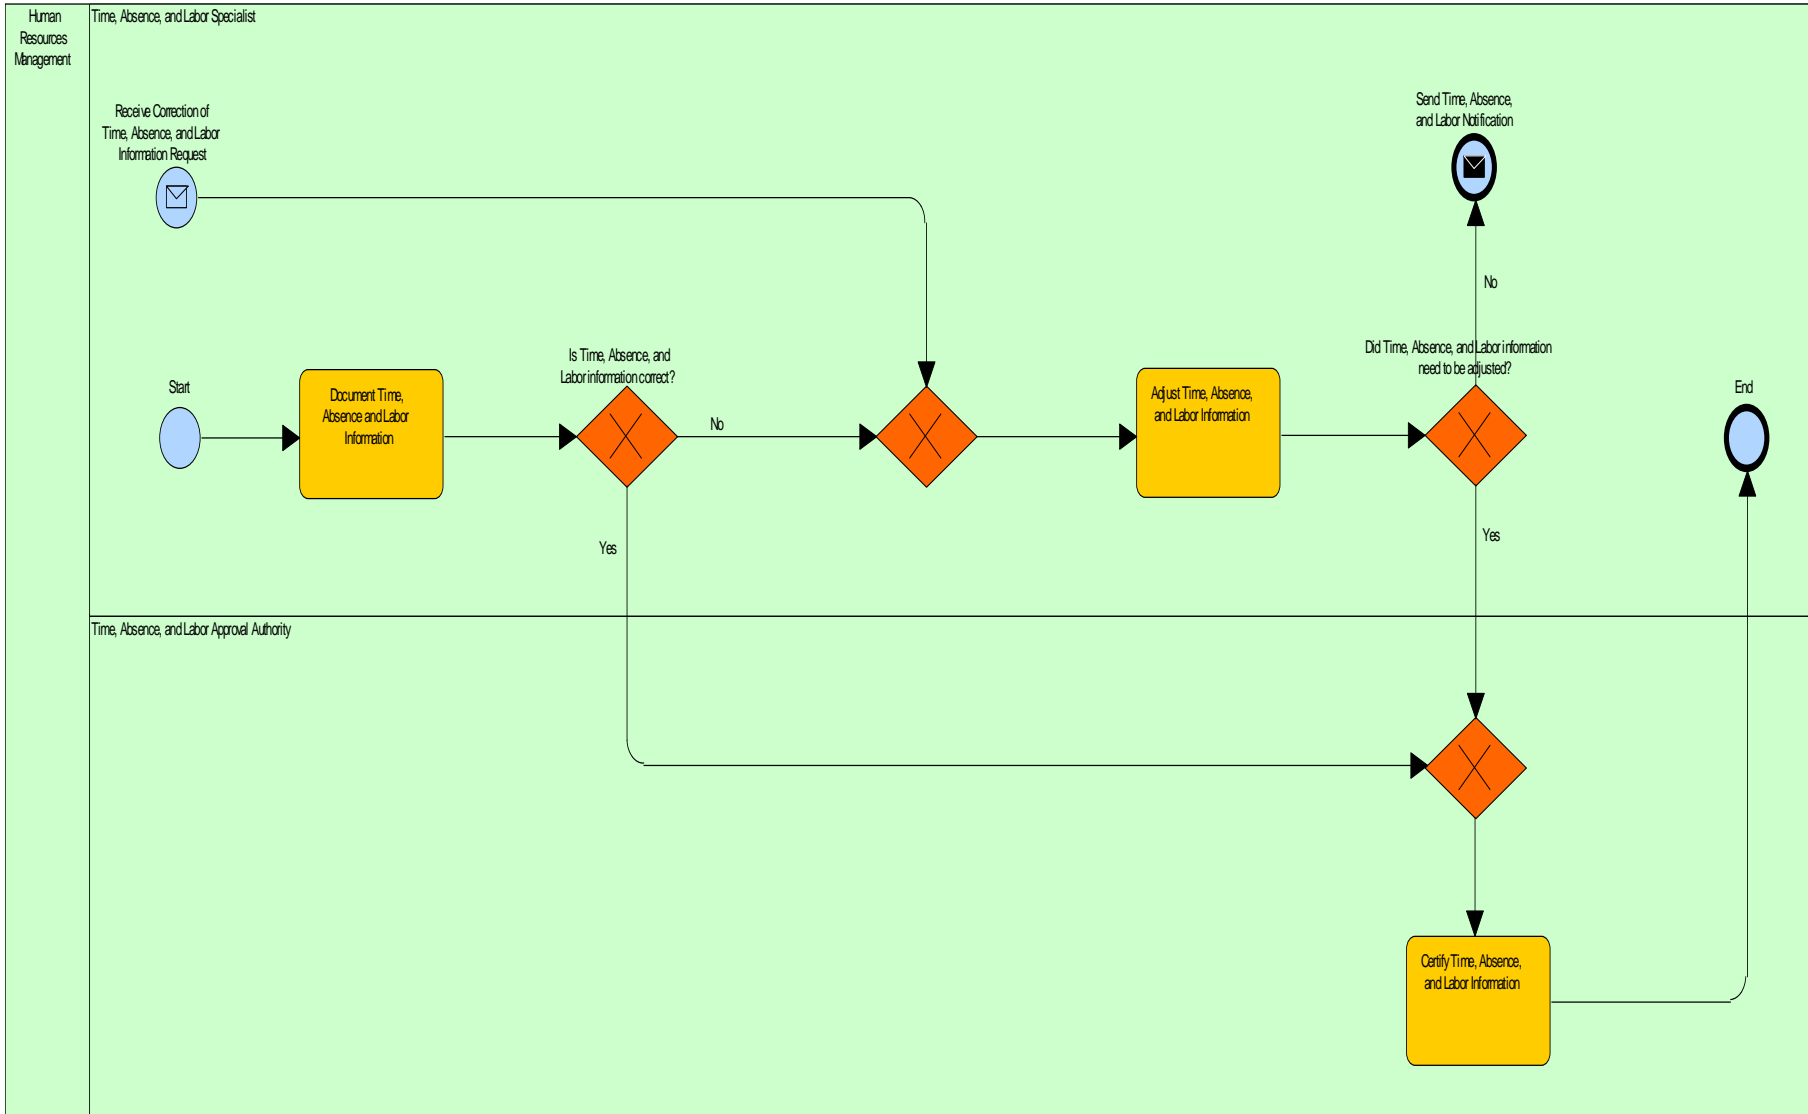 Human
Resources
Management
Time, Absence, and Labor Specialist
Receive Correction of
Time, Absence, and Labor
Information Request
Send Time, Absence,
and Labor Notification
No
Start
Document Time,
Absence and Labor
Information
Is Time, Absence, and
Labor information correct?
No
Yes
Adjust Time, Absence,
and Labor Information
Did Time, Absence, and Labor information
need to be adjusted?
Yes
End
Time, Absence, and Labor Approval Authority
Certify Time, Absence,
and Labor Information